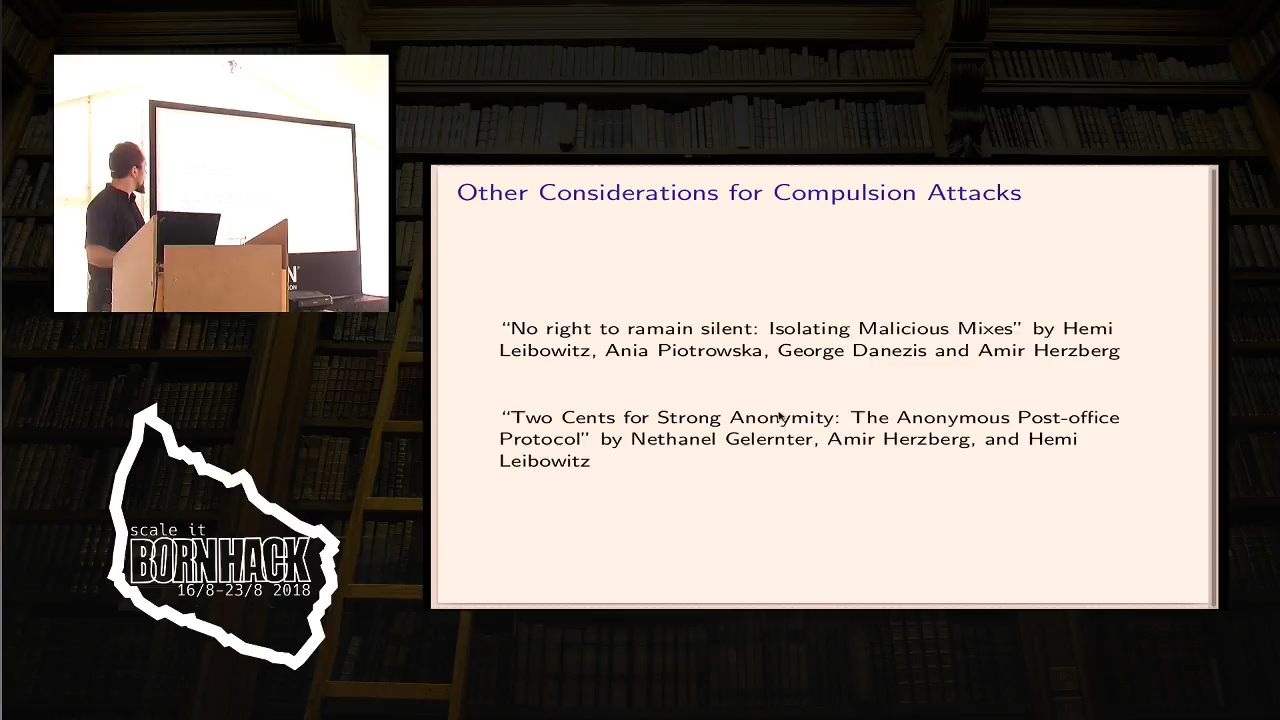 Other Considerations for Compulsion Attacks
“No right to ramain silent: Isolating Malicious Mixes” by Hemi
Leibowitz, Ania Piotrowska, George Danezis and Amir Herzberg
“Two Cents for Strong Anonymity: The Anonymous Post-office
Protocol” by Nethanel Gelernter, Amir Herzberg, and Hemi
Leibowitz
scale it
BORNHACK
16/8-23/8 2018